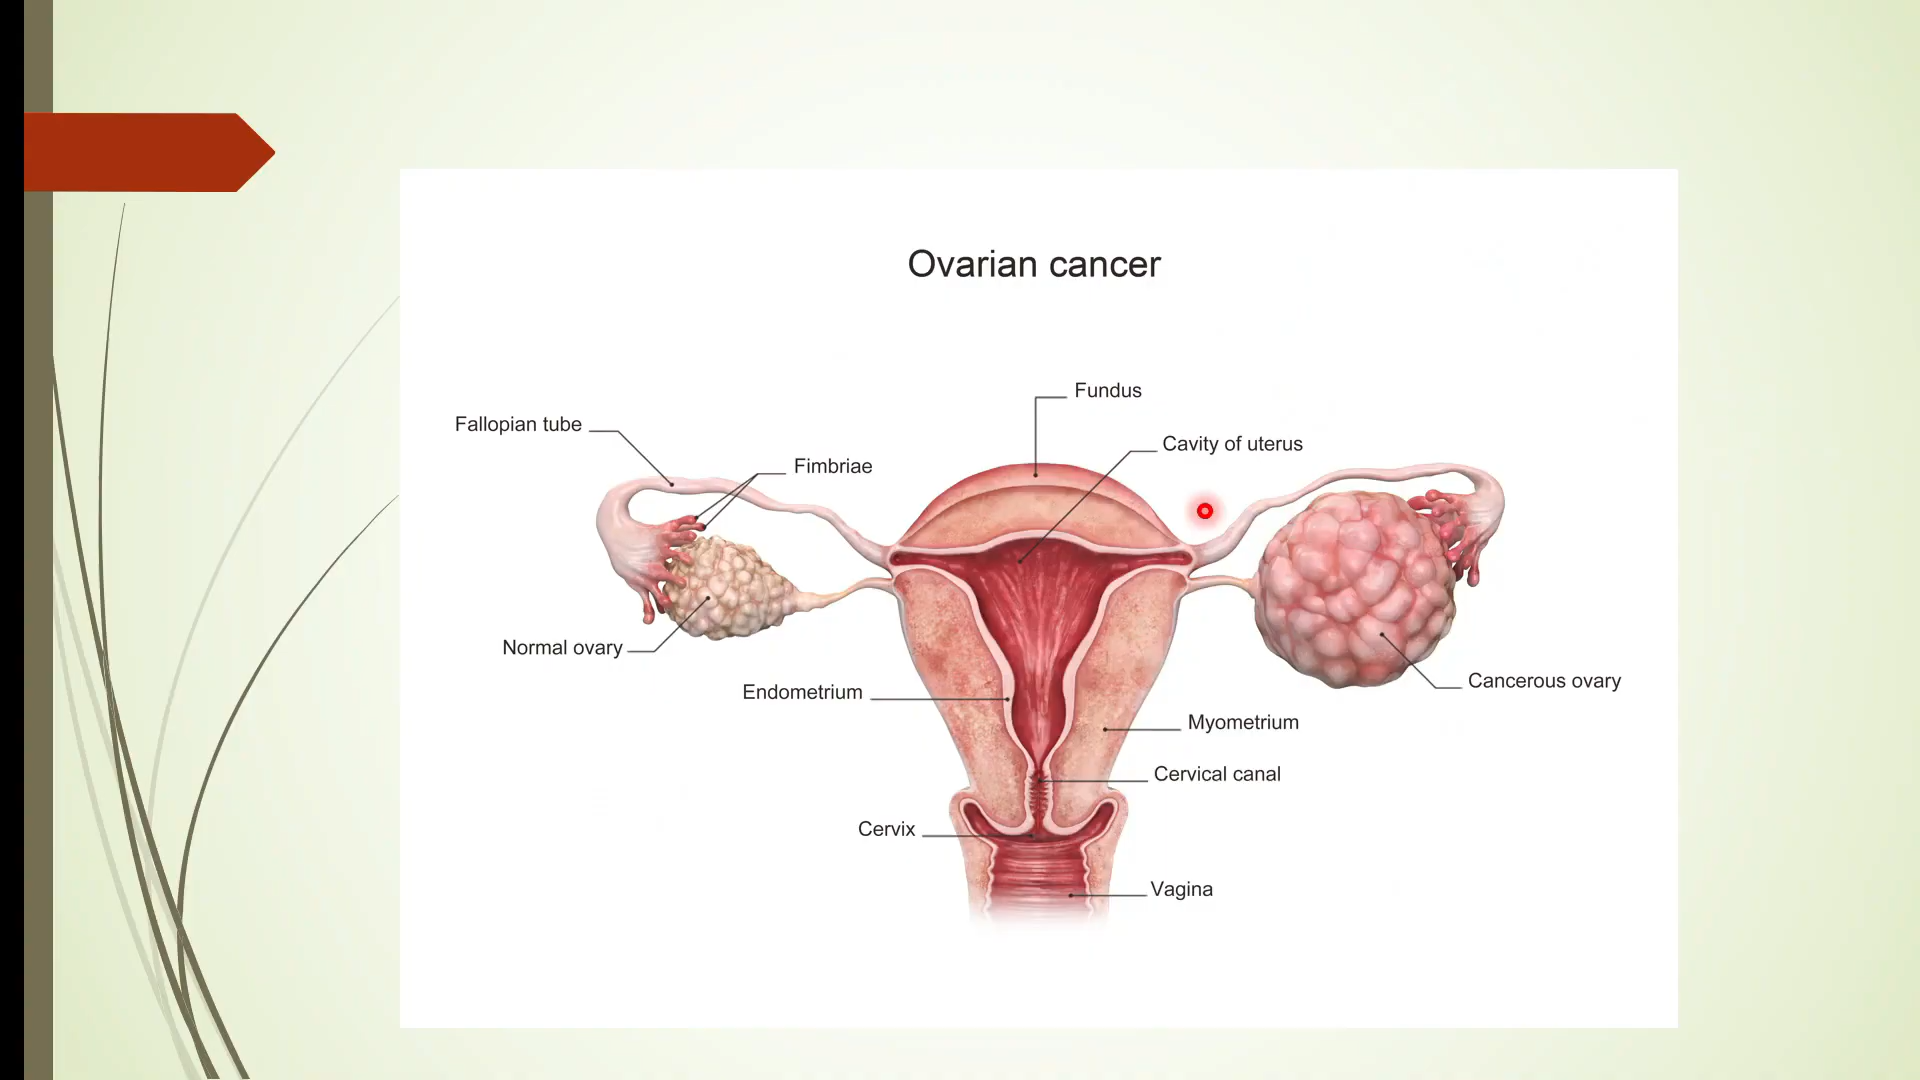 Ovarian cancer
Fundus
Fallopian tube
Cavity of uterus
Fimbriae
Normal ovary
Cancerous ovary
Endometrium
Myometrium
Cervical canal
Cervix
Vagina